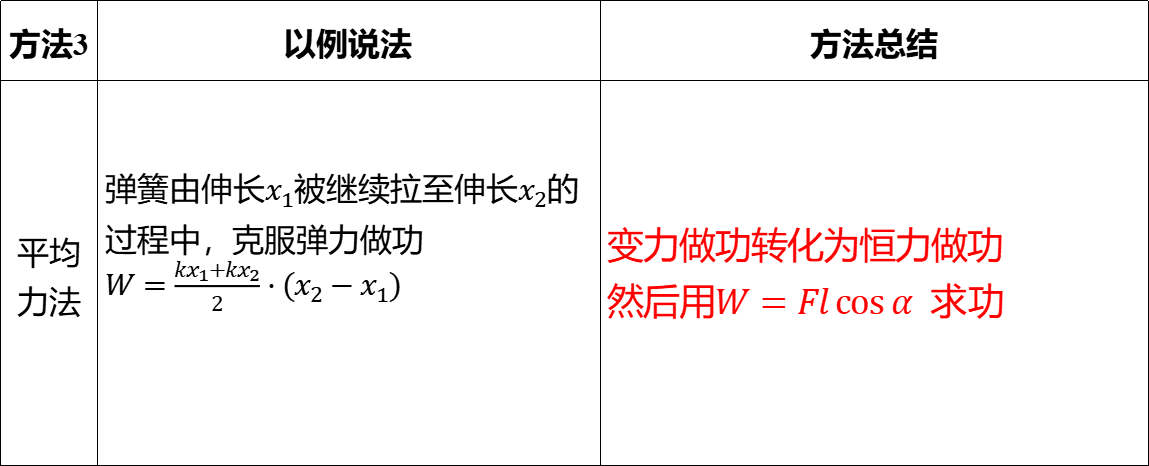 方法3
以例说法
方法总结
平均
力法
弹簧由伸长x₁被继续拉至伸长x₂的
过程中，克服弹力做功
W = (kx₁+kx₂)/2 · (x₂ − x₁)
变力做功转化为恒力做功
然后用W = Fl cos α 求功